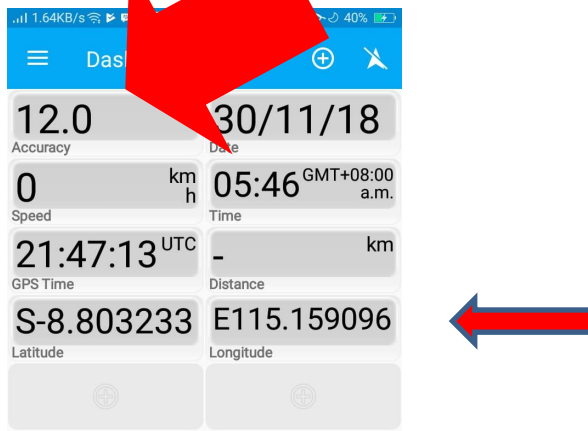 1.64KB/s 40%
12.0 30/11/18
Accuracy Date
0 km h 05:46 GMT+08:00 a.m.
Speed Time
21:47:13 UTC - km
GPS Time Distance
S-8.803233 E115.159096
Latitude Longitude